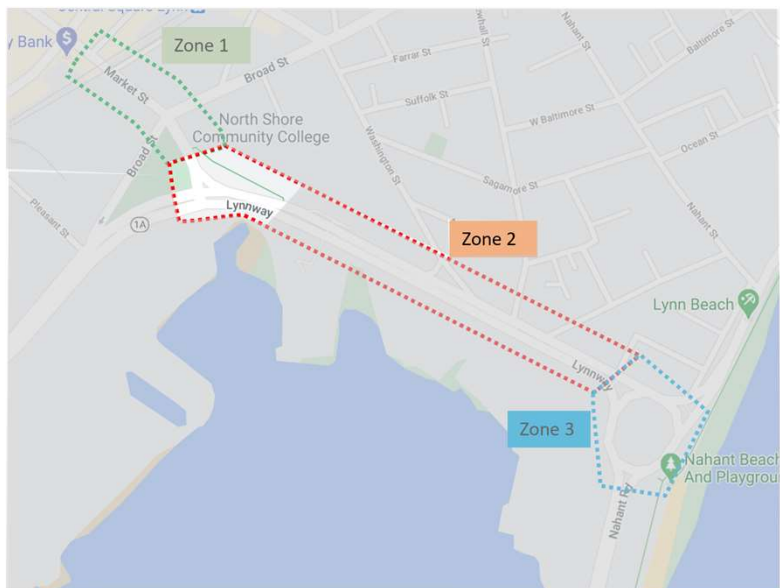 Central Square Lynn
y Bank
Zone 1
Market St
Broad St
Farrar St
Nahant St
Baltimore St
Suffolk St
W Baltimore St
North Shore
Community College
Broad St
Washington St
Ocean St
Sagamore St
Pleasant St
1A
Lynnway
Zone 2
Nahant St
Lynn Beach
Lynnway
Zone 3
Nahant Beach
And Playgrou
Nahant Rd